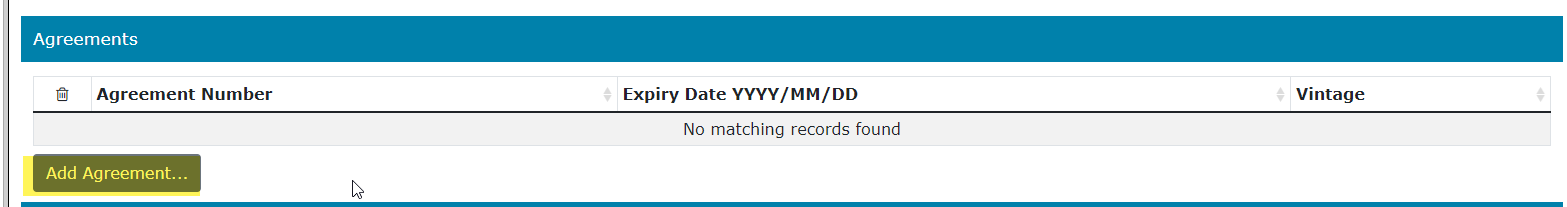 Agreements
Agreement Number Expiry Date YYYY/MM/DD Vintage
No matching records found
Add Agreement...